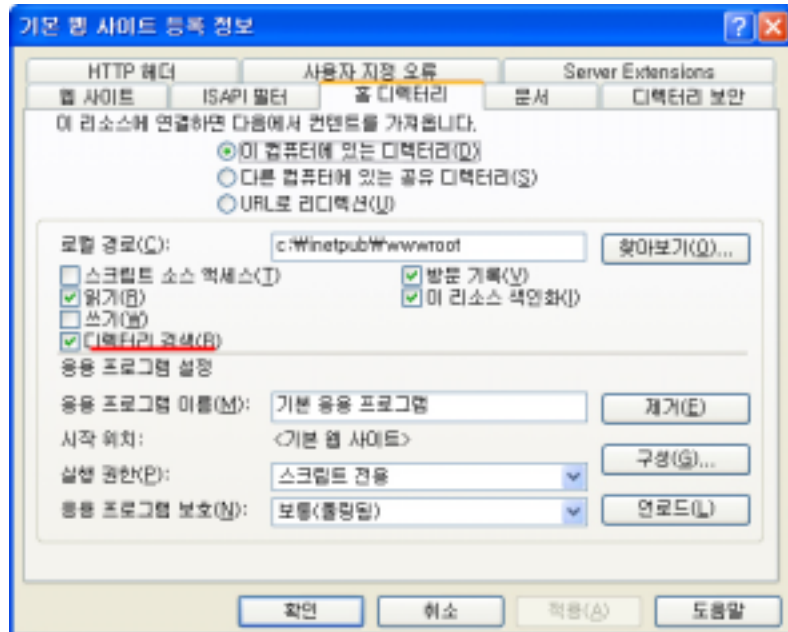 기본 웹 사이트 등록 정보
HTTP 헤더 사용자 지정 오류 Server Extensions
웹 사이트 ISAPI 필터 홈 디렉터리 문서 디렉터리 보안
이 리소스에 연결하면 다음에서 컨텐트를 가져옵니다.
이 컴퓨터에 있는 디렉터리(D)
다른 컴퓨터에 있는 공유 디렉터리(S)
URL로 리디렉션(U)
로컬 경로(C): c:₩inetpub₩wwwroot 찾아보기(O)...
스크립트 소스 액세스(T) 방문 기록(V)
읽기(R) 이 리소스 색인화(I)
쓰기(W)
디렉터리 검색(B)
응용 프로그램 설정
응용 프로그램 이름(M): 기본 응용 프로그램 제거(E)
시작 위치: <기본 웹 사이트>
구성(G)...
실행 권한(P): 스크립트 전용
응용 프로그램 보호(N): 보통(풀링됨) 언로드(L)
확인 취소 적용(A) 도움말